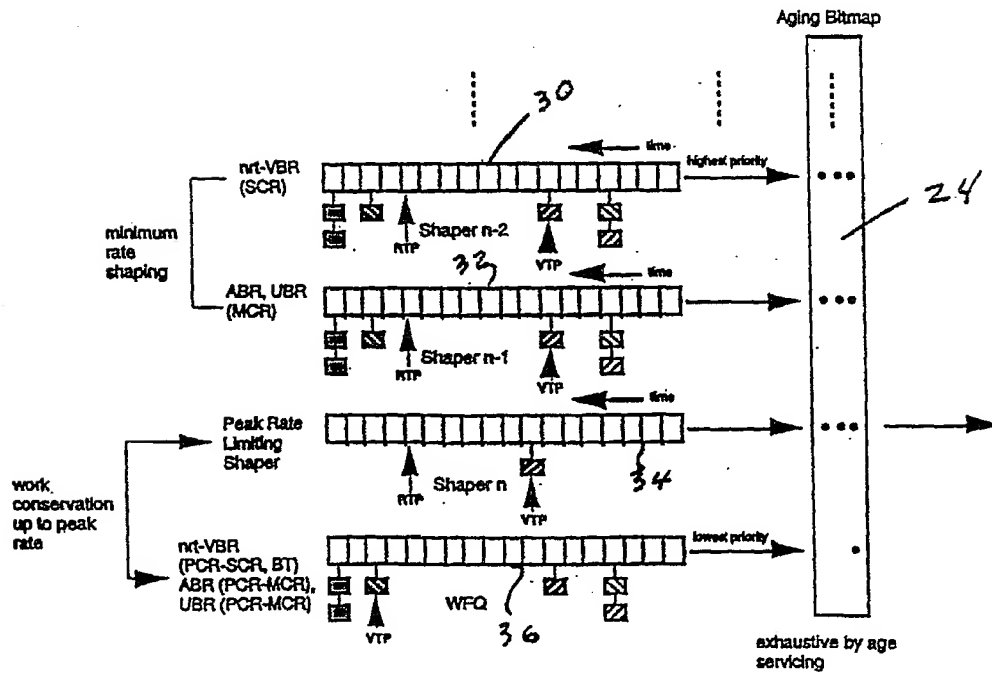 Aging Bitmap
30
time
highest priority
nrt-VBR
(SCR)
24
minimum
rate
shaping
RTP
Shaper n-2
VTP
32
time
ABR, UBR
(MCR)
RTP
Shaper n-1
VTP
time
Peak Rate
Limiting
Shaper
RTP
Shaper n
VTP
34
work
conservation
up to peak
rate
lowest priority
nrt-VBR
(PCR-SCR, BT)
ABR (PCR-MCR),
UBR (PCR-MCR)
VTP
WFQ
36
exhaustive by age
servicing